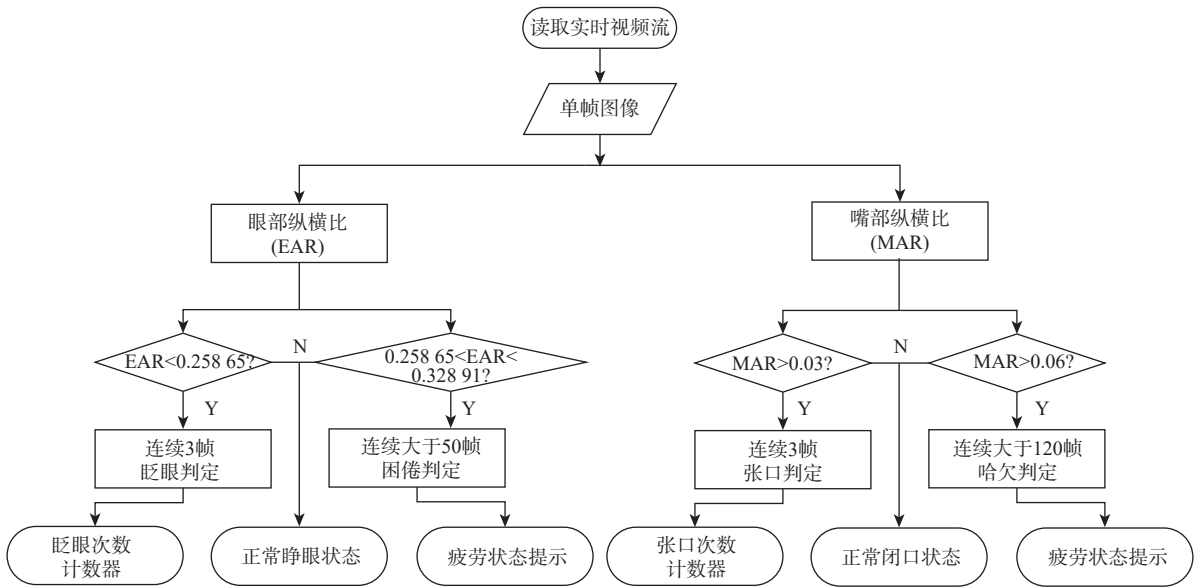 读取实时视频流
单帧图像
眼部纵横比
(EAR)
嘴部纵横比
(MAR)
EAR<0.258 65?
N
0.258 65<EAR<
0.328 91?
MAR>0.03?
N
MAR>0.06?
Y
Y
Y
Y
连续3帧
眨眼判定
连续大于50帧
困倦判定
连续3帧
张口判定
连续大于120帧
哈欠判定
眨眼次数
计数器
正常睁眼状态
疲劳状态提示
张口次数
计数器
正常闭口状态
疲劳状态提示